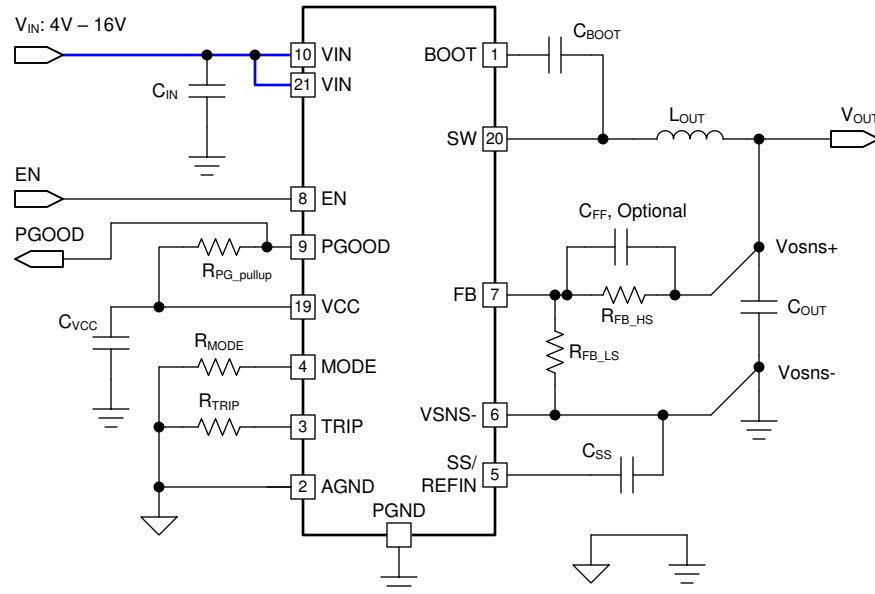 VIN: 4V – 16V
CIN
10 VIN
21 VIN
EN
8 EN
PGOOD
9 PGOOD
RPG_pullup
19 VCC
CVCC
RMODE
4 MODE
RTRIP
3 TRIP
2 AGND
PGND
BOOT 1
CBOOT
SW 20
LOUT
VOUT
CFF, Optional
Vosns+
FB 7
RFB_HS
COUT
RFB_LS
Vosns-
VSNS- 6
CSS
SS/
REFIN 5